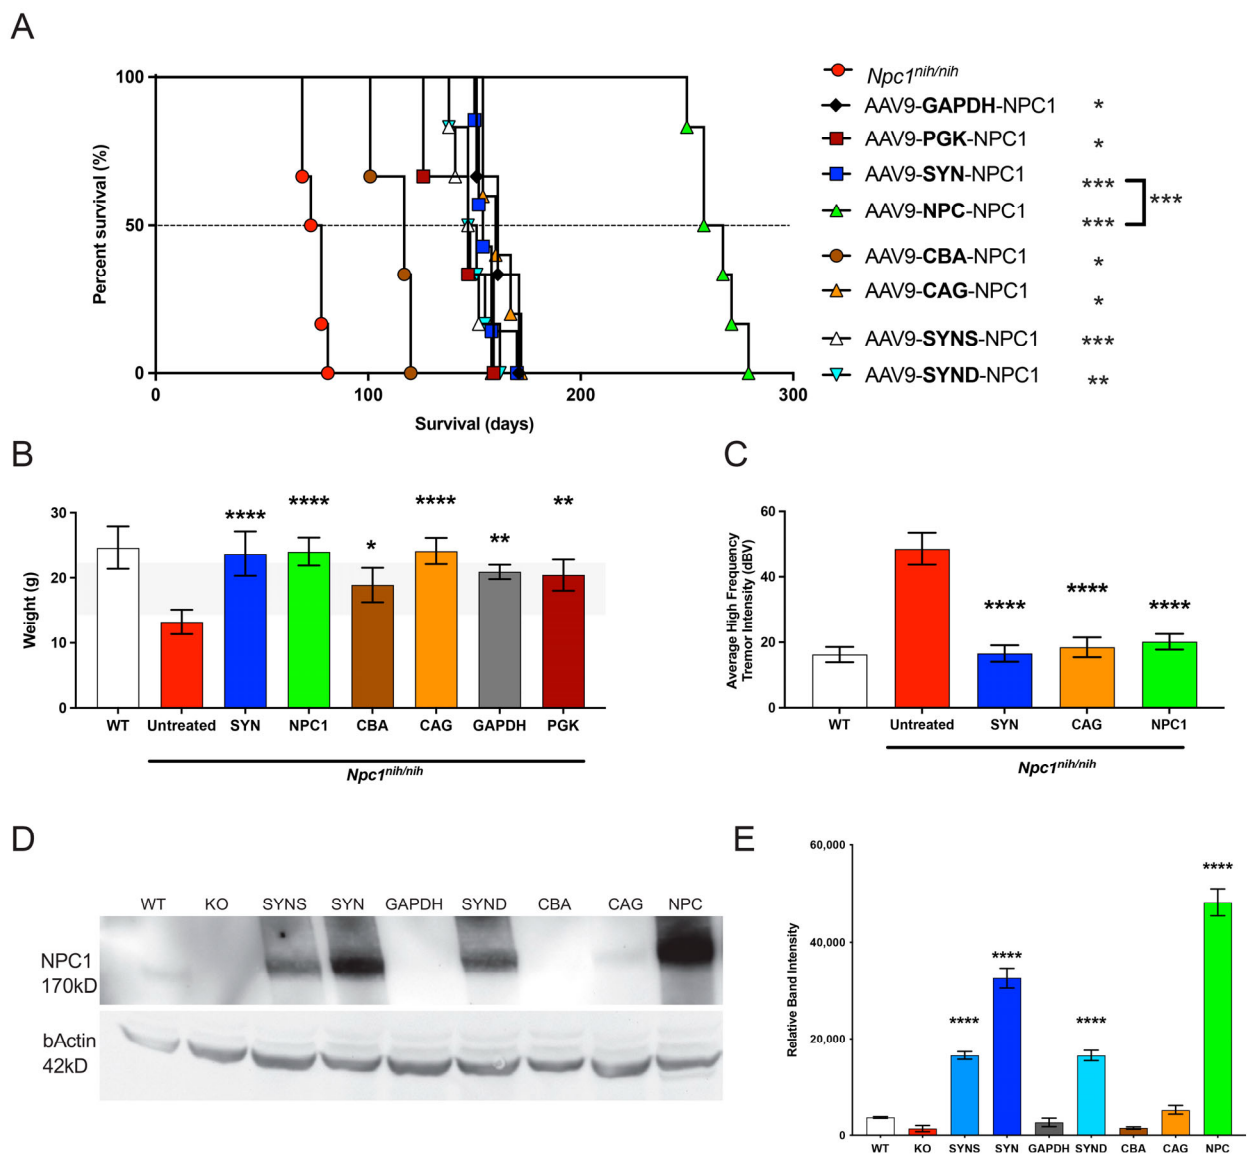 A
Percent survival (%)
100
50
0
0
100
200
300
Survival (days)
Npc1nih/nih
AAV9-GAPDH-NPC1 *
AAV9-PGK-NPC1 *
AAV9-SYN-NPC1 ***
***
AAV9-NPC-NPC1 ***
AAV9-CBA-NPC1 *
AAV9-CAG-NPC1 *
AAV9-SYNS-NPC1 ***
AAV9-SYND-NPC1 **
B
Weight (g)
30
20
10
0
****
****
*
****
**
**
WT Untreated SYN NPC1 CBA CAG GAPDH PGK
Npc1nih/nih
C
Average High Frequency
Tremor Intensity (dBV)
60
40
20
0
****
****
****
WT Untreated SYN CAG NPC1
Npc1nih/nih
D
WT KO SYNS SYN GAPDH SYND CBA CAG NPC
NPC1
170kD
bActin
42kD
E
Relative Band Intensity
60,000
40,000
20,000
0
****
****
****
****
WT KO SYNS SYN GAPDH SYND CBA CAG NPC